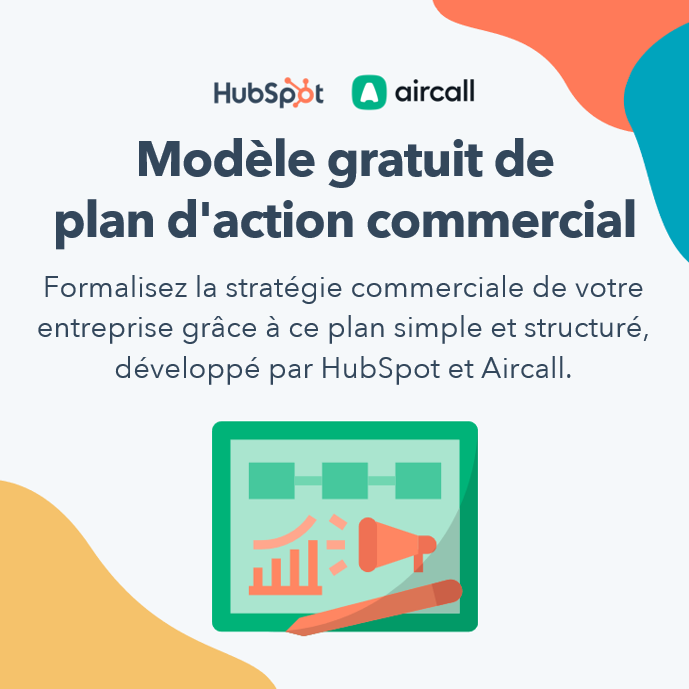 HubSpot aircall
Modèle gratuit de
plan d'action commercial
Formalisez la stratégie commerciale de votre
entreprise grâce à ce plan simple et structuré,
développé par HubSpot et Aircall.